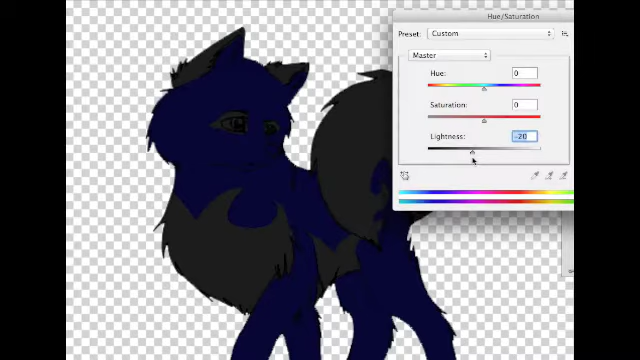 Hue/Saturation
Preset: Custom
Master
Hue: 0
Saturation: 0
Lightness: -20